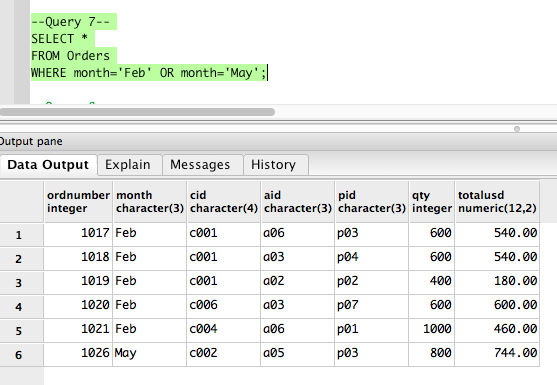 --Query 7--
SELECT *
FROM Orders
WHERE month='Feb' OR month='May';
Output pane
Data Output Explain Messages History
ordnumber integer month character(3) cid character(4) aid character(3) pid character(3) qty integer totalusd numeric(12,2)
1 1017 Feb c001 a06 p03 600 540.00
2 1018 Feb c001 a03 p04 600 540.00
3 1019 Feb c001 a02 p02 400 180.00
4 1020 Feb c006 a03 p07 600 600.00
5 1021 Feb c004 a06 p01 1000 460.00
6 1026 May c002 a05 p03 800 744.00